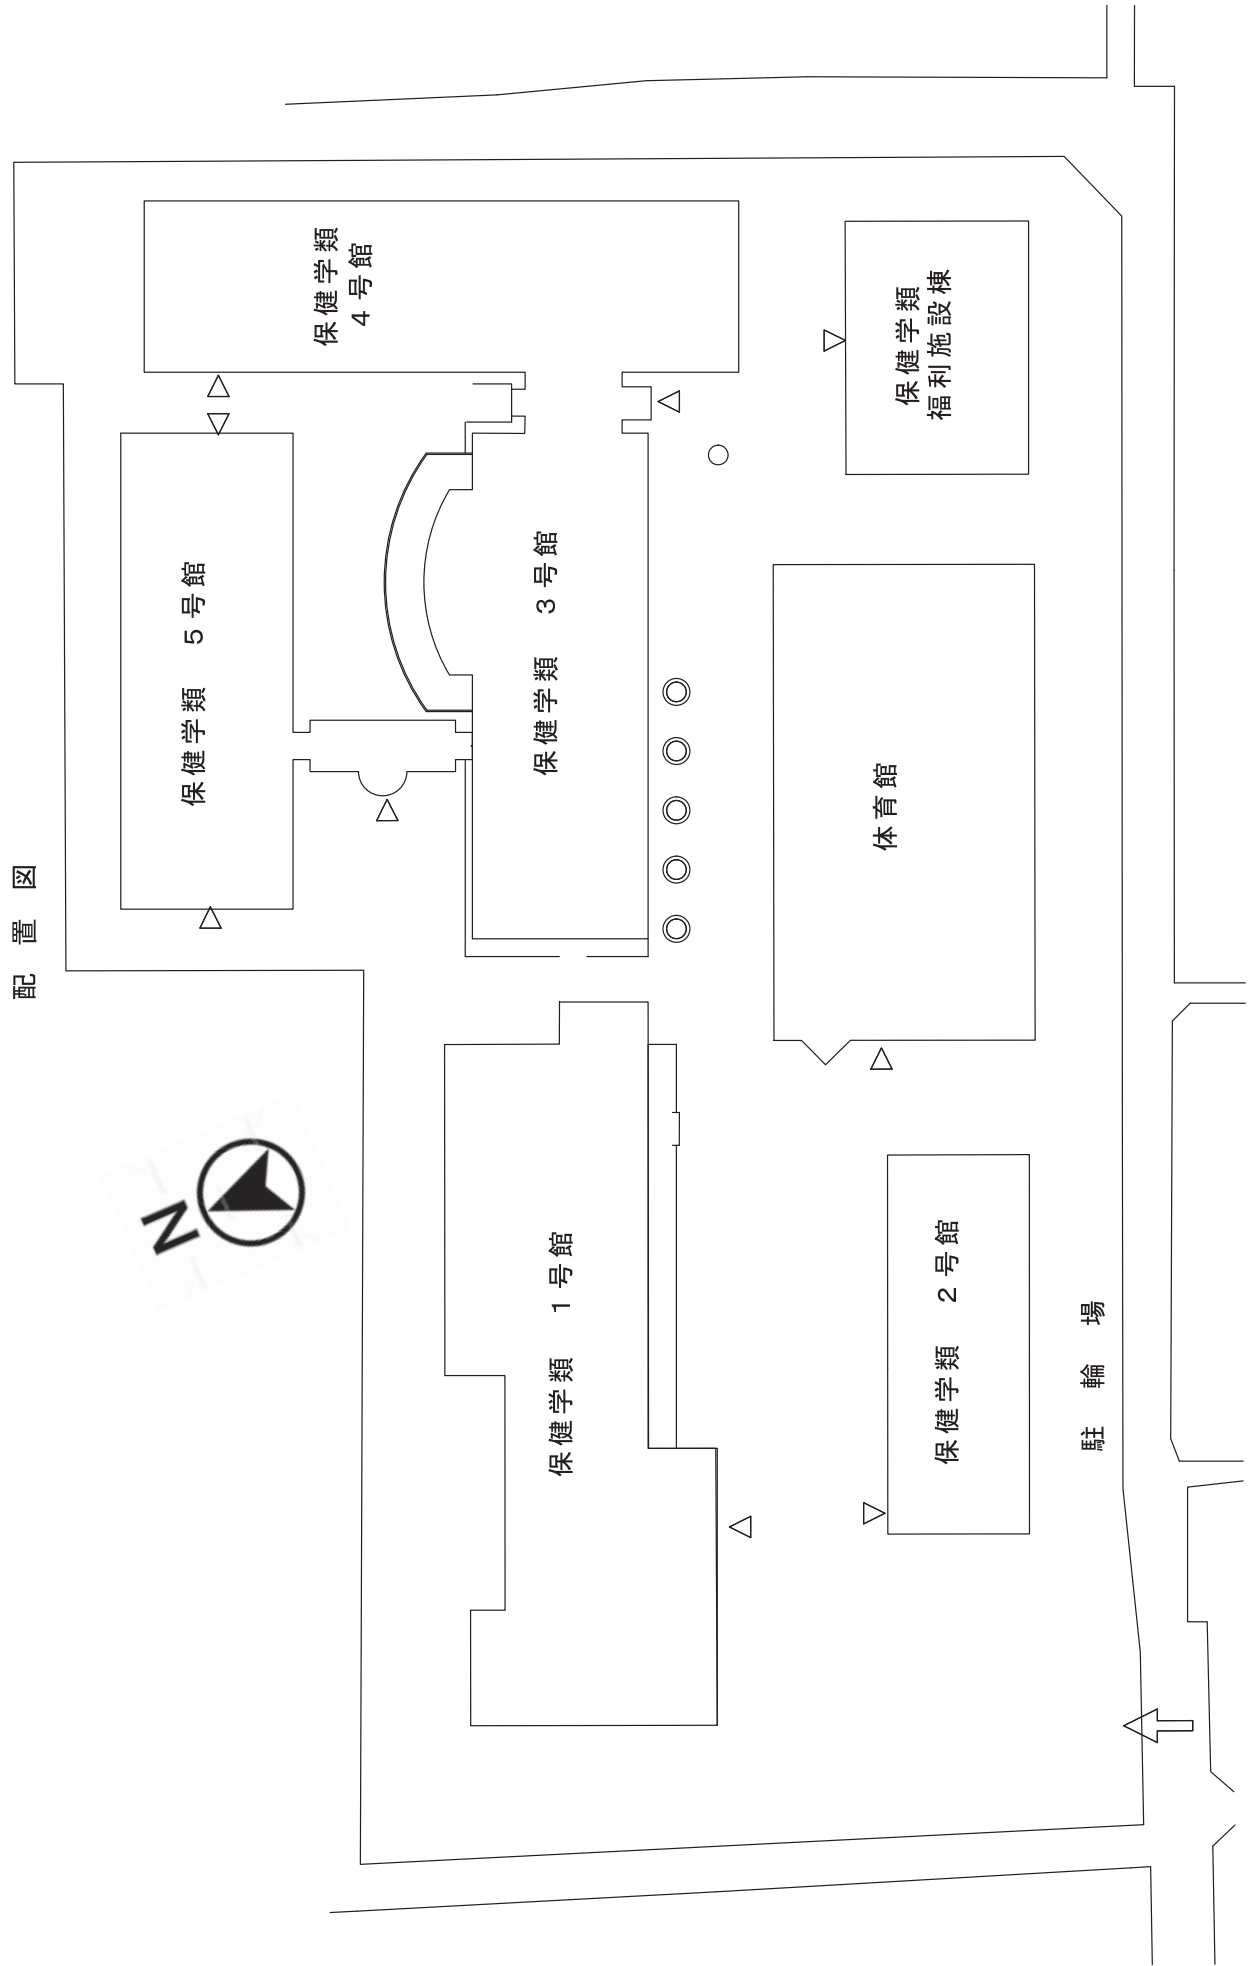 配置図
N
保健学類　5号館
保健学類
4号館
保健学類　3号館
保健学類
福利施設棟
体育館
保健学類　1号館
保健学類　2号館
駐輪場